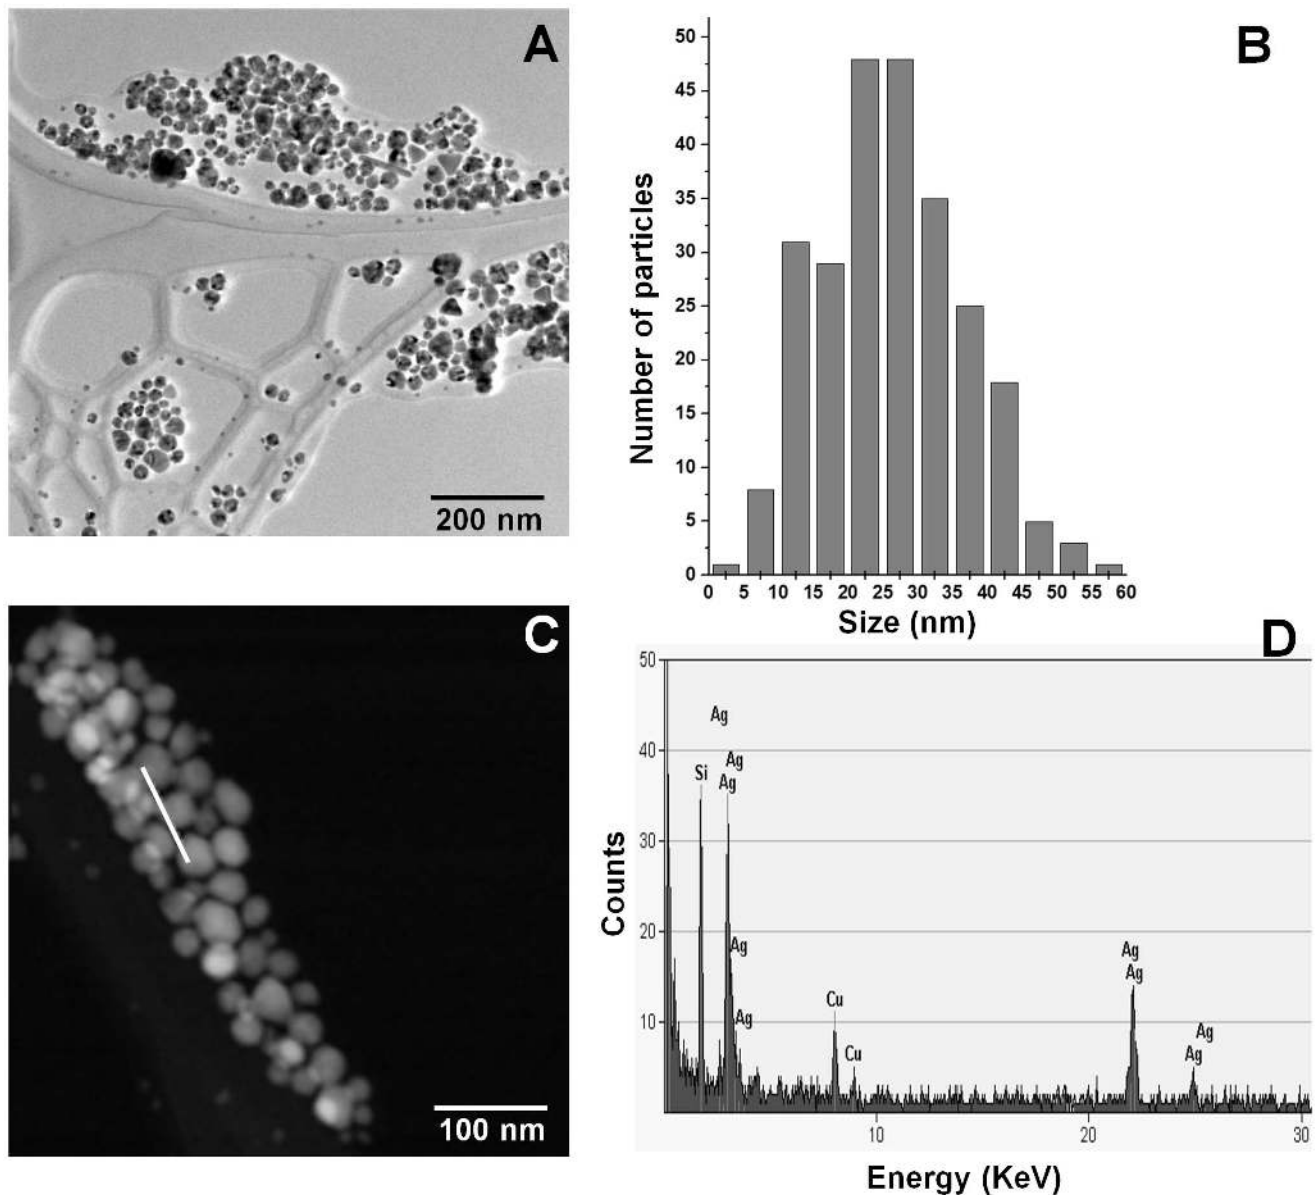 A
200 nm
B
50
45
40
35
30
25
20
15
10
5
0
Number of particles
0 5 10 15 20 25 30 35 40 45 50 55 60
Size (nm)
C
100 nm
D
50
40
30
20
10
Counts
Ag
Ag
Si Ag
Ag
Ag
Cu
Cu
Ag
Ag
Ag
Ag
10 20 30
Energy (KeV)